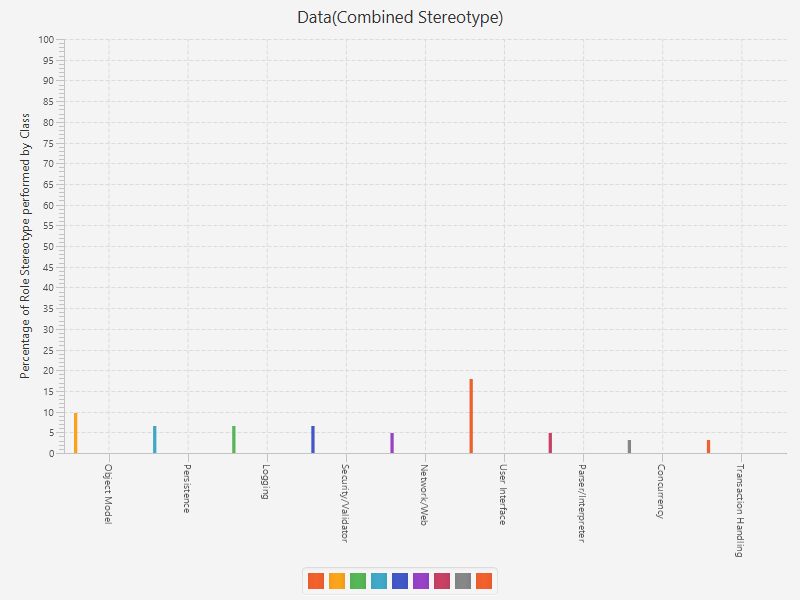 Data(Combined Stereotype)
Percentage of Role Stereotype performed by Class
100
95
90
85
80
75
70
65
60
55
50
45
40
35
30
25
20
15
10
5
0
Object Model
Persistence
Logging
Security/Validator
Network/Web
User Interface
Parser/Interpreter
Concurrency
Transaction Handling